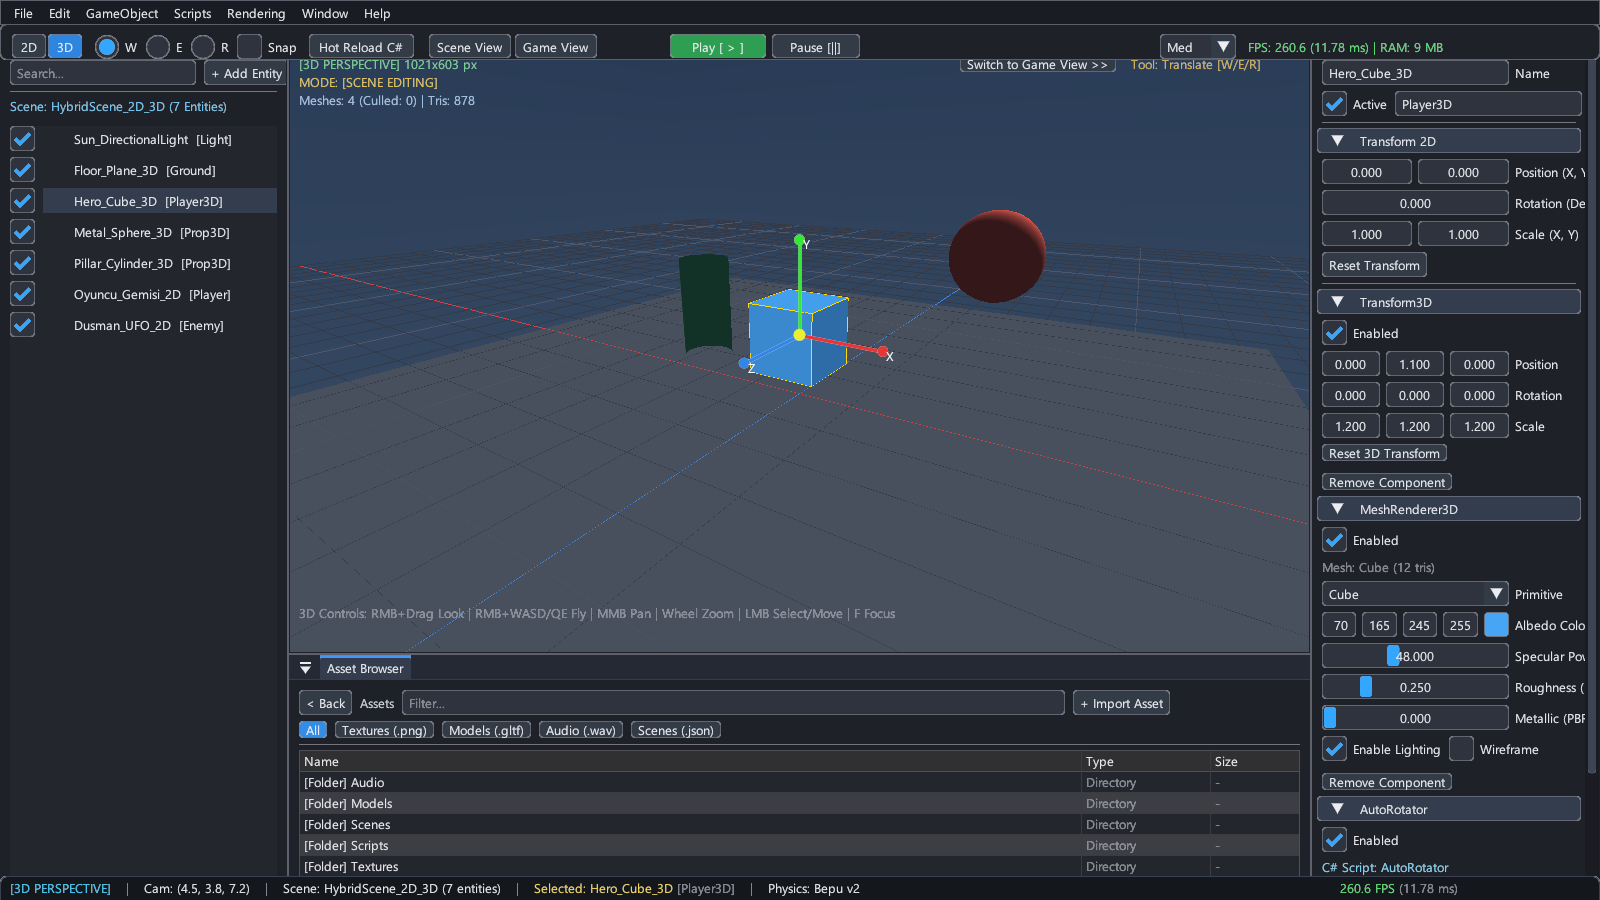 File Edit GameObject Scripts Rendering Window Help
2D 3D W E R Snap Hot Reload C# Scene View Game View Play [ > ] Pause [||] Med FPS: 260.6 (11.78 ms) | RAM: 9 MB
Search... + Add Entity
Scene: HybridScene_2D_3D (7 Entities)
Sun_DirectionalLight [Light]
Floor_Plane_3D [Ground]
Hero_Cube_3D [Player3D]
Metal_Sphere_3D [Prop3D]
Pillar_Cylinder_3D [Prop3D]
Oyuncu_Gemisi_2D [Player]
Dusman_UFO_2D [Enemy]
[3D PERSPECTIVE] 1021x603 px
MODE: [SCENE EDITING]
Meshes: 4 (Culled: 0) | Tris: 878
Switch to Game View >> Tool: Translate [W/E/R]
Y
X
Z
3D Controls: RMB+Drag Look | RMB+WASD/QE Fly | MMB Pan | Wheel Zoom | LMB Select/Move | F Focus
Asset Browser
< Back Assets Filter... + Import Asset
All Textures (.png) Models (.gltf) Audio (.wav) Scenes (.json)
Name Type Size
[Folder] Audio Directory -
[Folder] Models Directory -
[Folder] Scenes Directory -
[Folder] Scripts Directory -
[Folder] Textures Directory -
Hero_Cube_3D Name
Active Player3D
Transform 2D
0.000 0.000 Position (X, Y
0.000 Rotation (De
1.000 1.000 Scale (X, Y)
Reset Transform
Transform3D
Enabled
0.000 1.100 0.000 Position
0.000 0.000 0.000 Rotation
1.200 1.200 1.200 Scale
Reset 3D Transform
Remove Component
MeshRenderer3D
Enabled
Mesh: Cube (12 tris)
Cube Primitive
70 165 245 255 Albedo Colo
48.000 Specular Pow
0.250 Roughness (
0.000 Metallic (PBR
Enable Lighting Wireframe
Remove Component
AutoRotator
Enabled
C# Script: AutoRotator
[3D PERSPECTIVE] | Cam: (4.5, 3.8, 7.2) | Scene: HybridScene_2D_3D (7 entities) | Selected: Hero_Cube_3D [Player3D] | Physics: Bepu v2 260.6 FPS (11.78 ms)